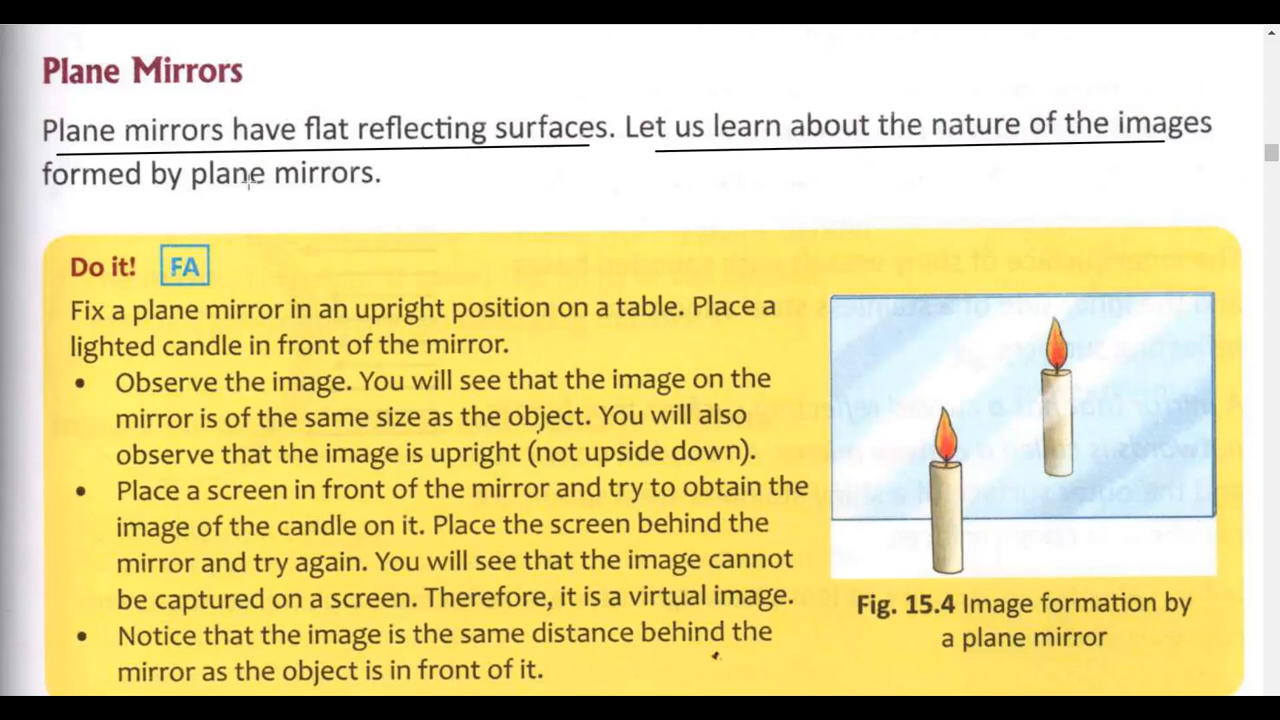 Plane Mirrors
Plane mirrors have flat reflecting surfaces. Let us learn about the nature of the images
formed by plane mirrors.
Do it! FA
Fix a plane mirror in an upright position on a table. Place a
lighted candle in front of the mirror.
• Observe the image. You will see that the image on the
mirror is of the same size as the object. You will also
observe that the image is upright (not upside down).
• Place a screen in front of the mirror and try to obtain the
image of the candle on it. Place the screen behind the
mirror and try again. You will see that the image cannot
be captured on a screen. Therefore, it is a virtual image.
• Notice that the image is the same distance behind the
mirror as the object is in front of it.
Fig. 15.4 Image formation by
a plane mirror